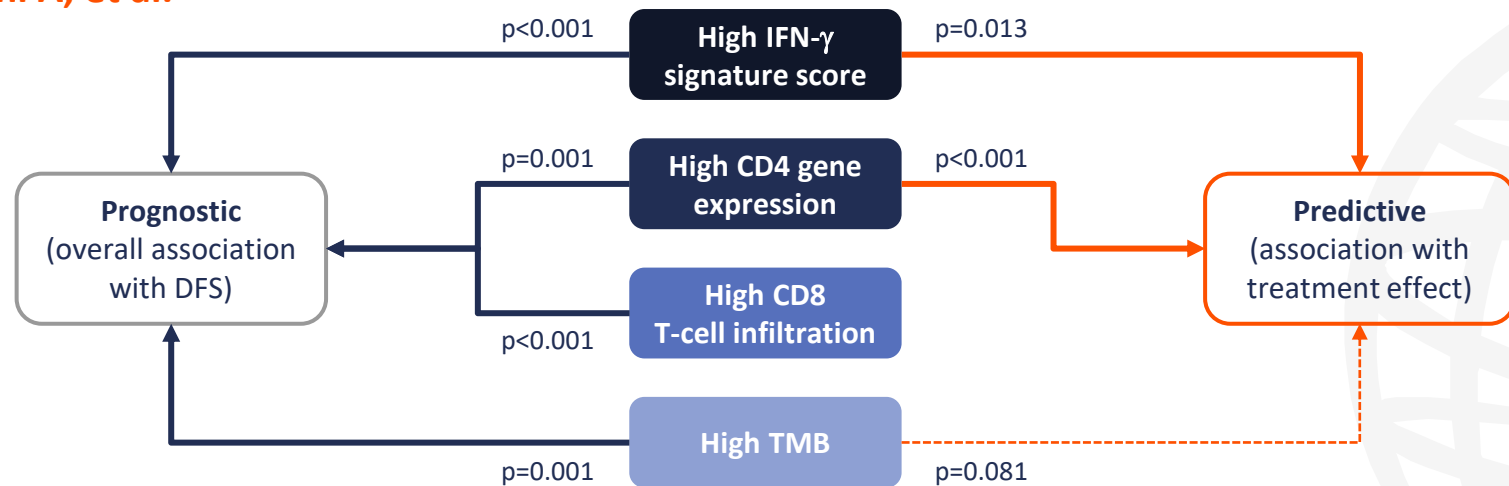 et al.
p<0.001
High IFN-γ
signature score
p=0.013
p=0.001
High CD4 gene
expression
p<0.001
Prognostic
(overall association
with DFS)
Predictive
(association with
treatment effect)
High CD8
T-cell infiltration
p<0.001
High TMB
p=0.001
p=0.081